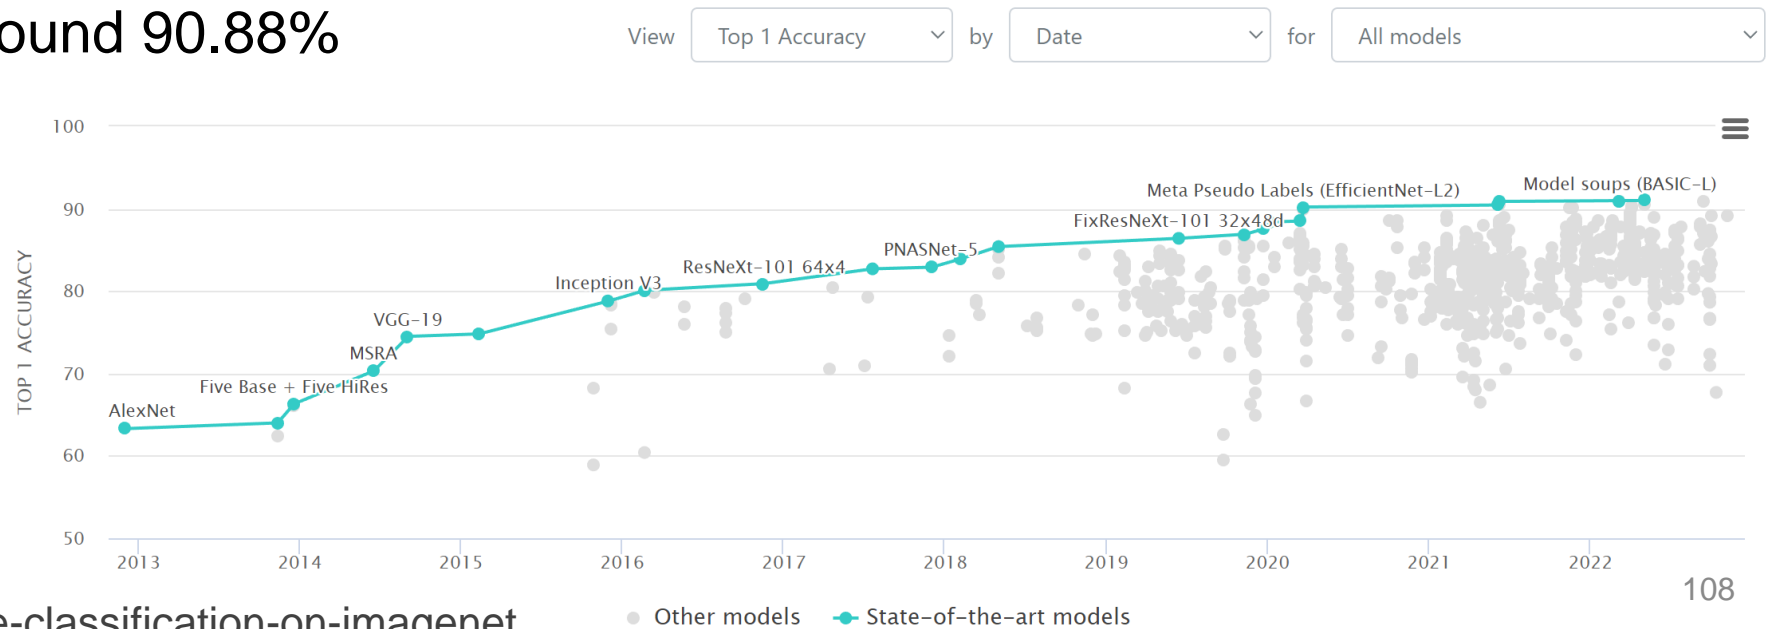 ound 90.88%
View Top 1 Accuracy by Date for All models
100
90
80
70
60
50
TOP 1 ACCURACY
AlexNet
Five Base + Five HiRes
MSRA
VGG-19
Inception V3
ResNeXt-101 64x4
PNASNet-5
FixResNeXt-101 32x48d
Meta Pseudo Labels (EfficientNet-L2)
Model soups (BASIC-L)
2013 2014 2015 2016 2017 2018 2019 2020 2021 2022
Other models State-of-the-art models
108
e-classification-on-imagenet